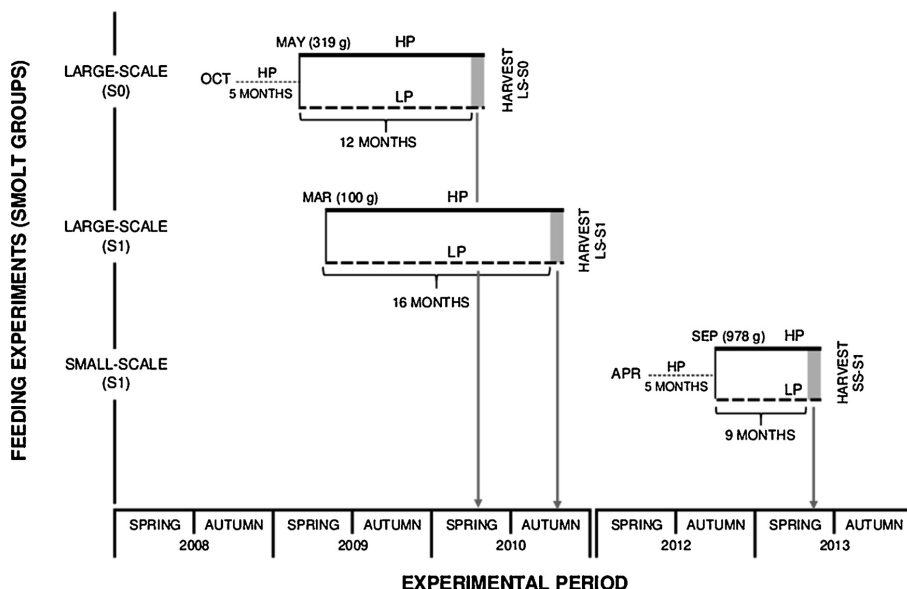 FEEDING EXPERIMENTS (SMOLT GROUPS)
LARGE-SCALE
(S0)
OCT
HP
5 MONTHS
MAY (319 g)
HP
LP
12 MONTHS
HARVEST
LS-S0
LARGE-SCALE
(S1)
MAR (100 g)
HP
LP
16 MONTHS
HARVEST
LS-S1
SMALL-SCALE
(S1)
APR
HP
5 MONTHS
SEP (978 g)
HP
LP
9 MONTHS
HARVEST
SS-S1
SPRING AUTUMN SPRING AUTUMN SPRING AUTUMN SPRING AUTUMN SPRING AUTUMN
2008 2009 2010 2012 2013
EXPERIMENTAL PERIOD